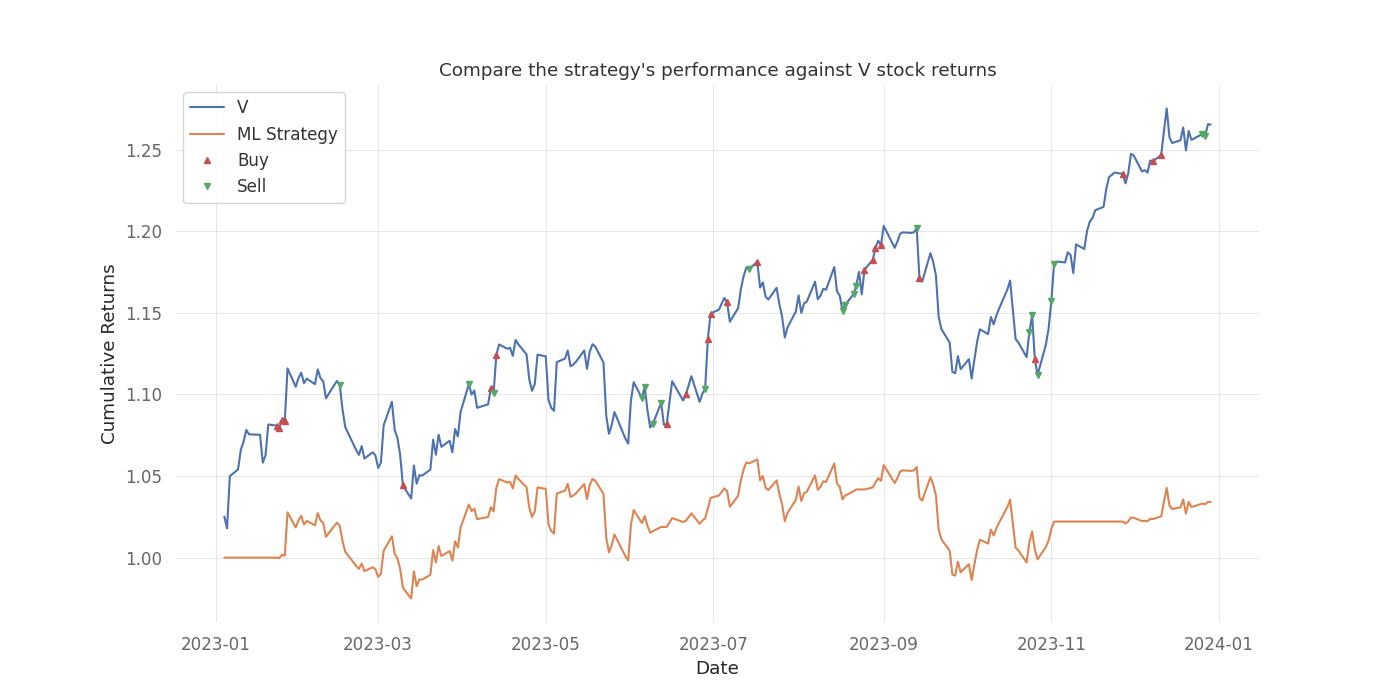 Compare the strategy's performance against V stock returns
V
ML Strategy
Buy
Sell
Cumulative Returns
1.25
1.20
1.15
1.10
1.05
1.00
2023-01 2023-03 2023-05 2023-07 2023-09 2023-11 2024-01
Date